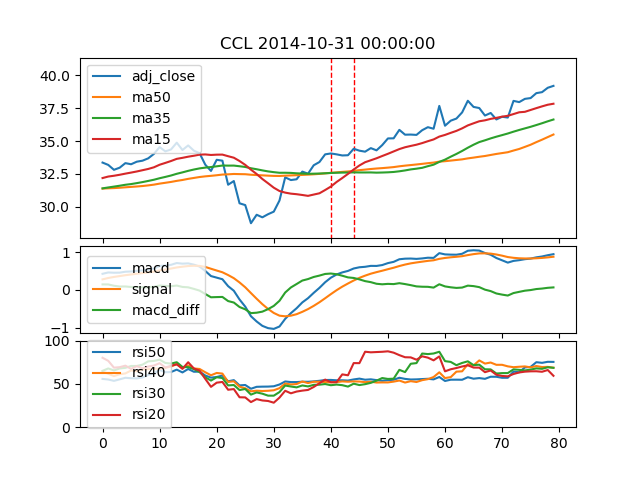 CCL 2014-10-31 00:00:00
40.0
37.5
35.0
32.5
30.0
adj_close
ma50
ma35
ma15
1
0
−1
macd
signal
macd_diff
100
50
0
rsi50
rsi40
rsi30
rsi20
0 10 20 30 40 50 60 70 80